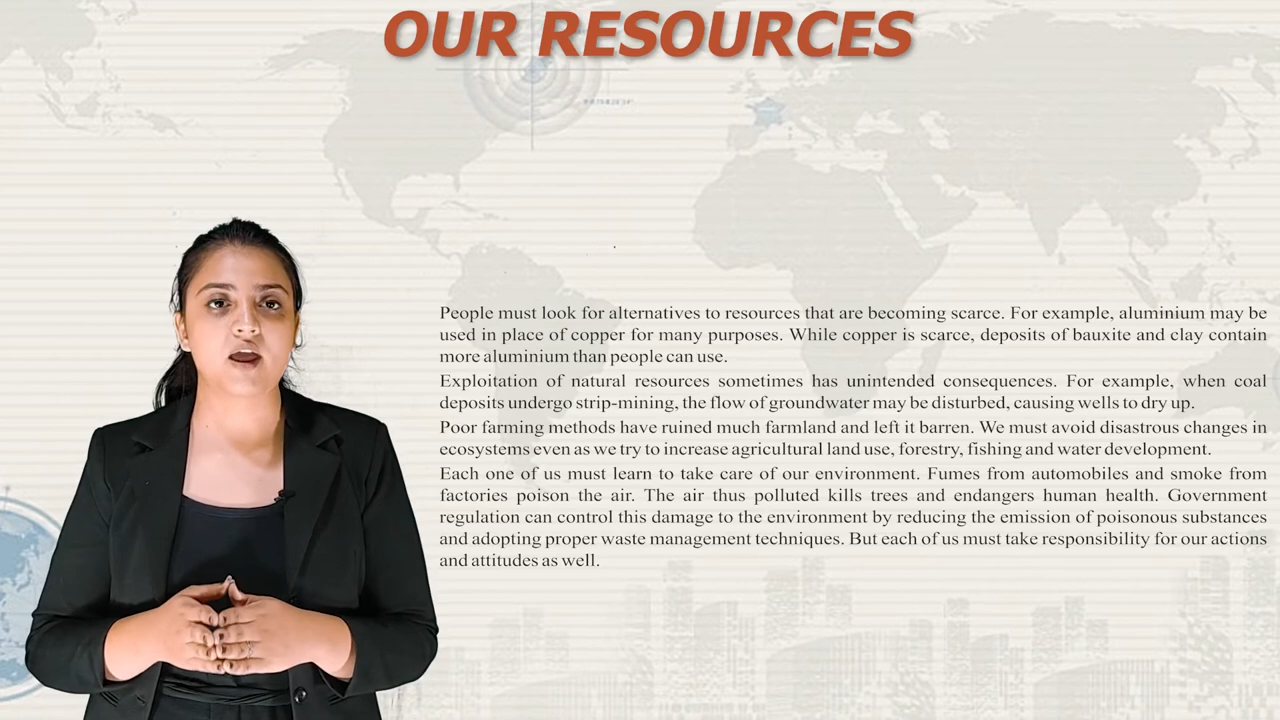 OUR RESOURCES
People must look for alternatives to resources that are becoming scarce. For example, aluminium may be
used in place of copper for many purposes. While copper is scarce, deposits of bauxite and clay contain
more aluminium than people can use.
Exploitation of natural resources sometimes has unintended consequences. For example, when coal
deposits undergo strip-mining, the flow of groundwater may be disturbed, causing wells to dry up.
Poor farming methods have ruined much farmland and left it barren. We must avoid disastrous changes in
ecosystems even as we try to increase agricultural land use, forestry, fishing and water development.
Each one of us must learn to take care of our environment. Fumes from automobiles and smoke from
factories poison the air. The air thus polluted kills trees and endangers human health. Government
regulation can control this damage to the environment by reducing the emission of poisonous substances
and adopting proper waste management techniques. But each of us must take responsibility for our actions
and attitudes as well.